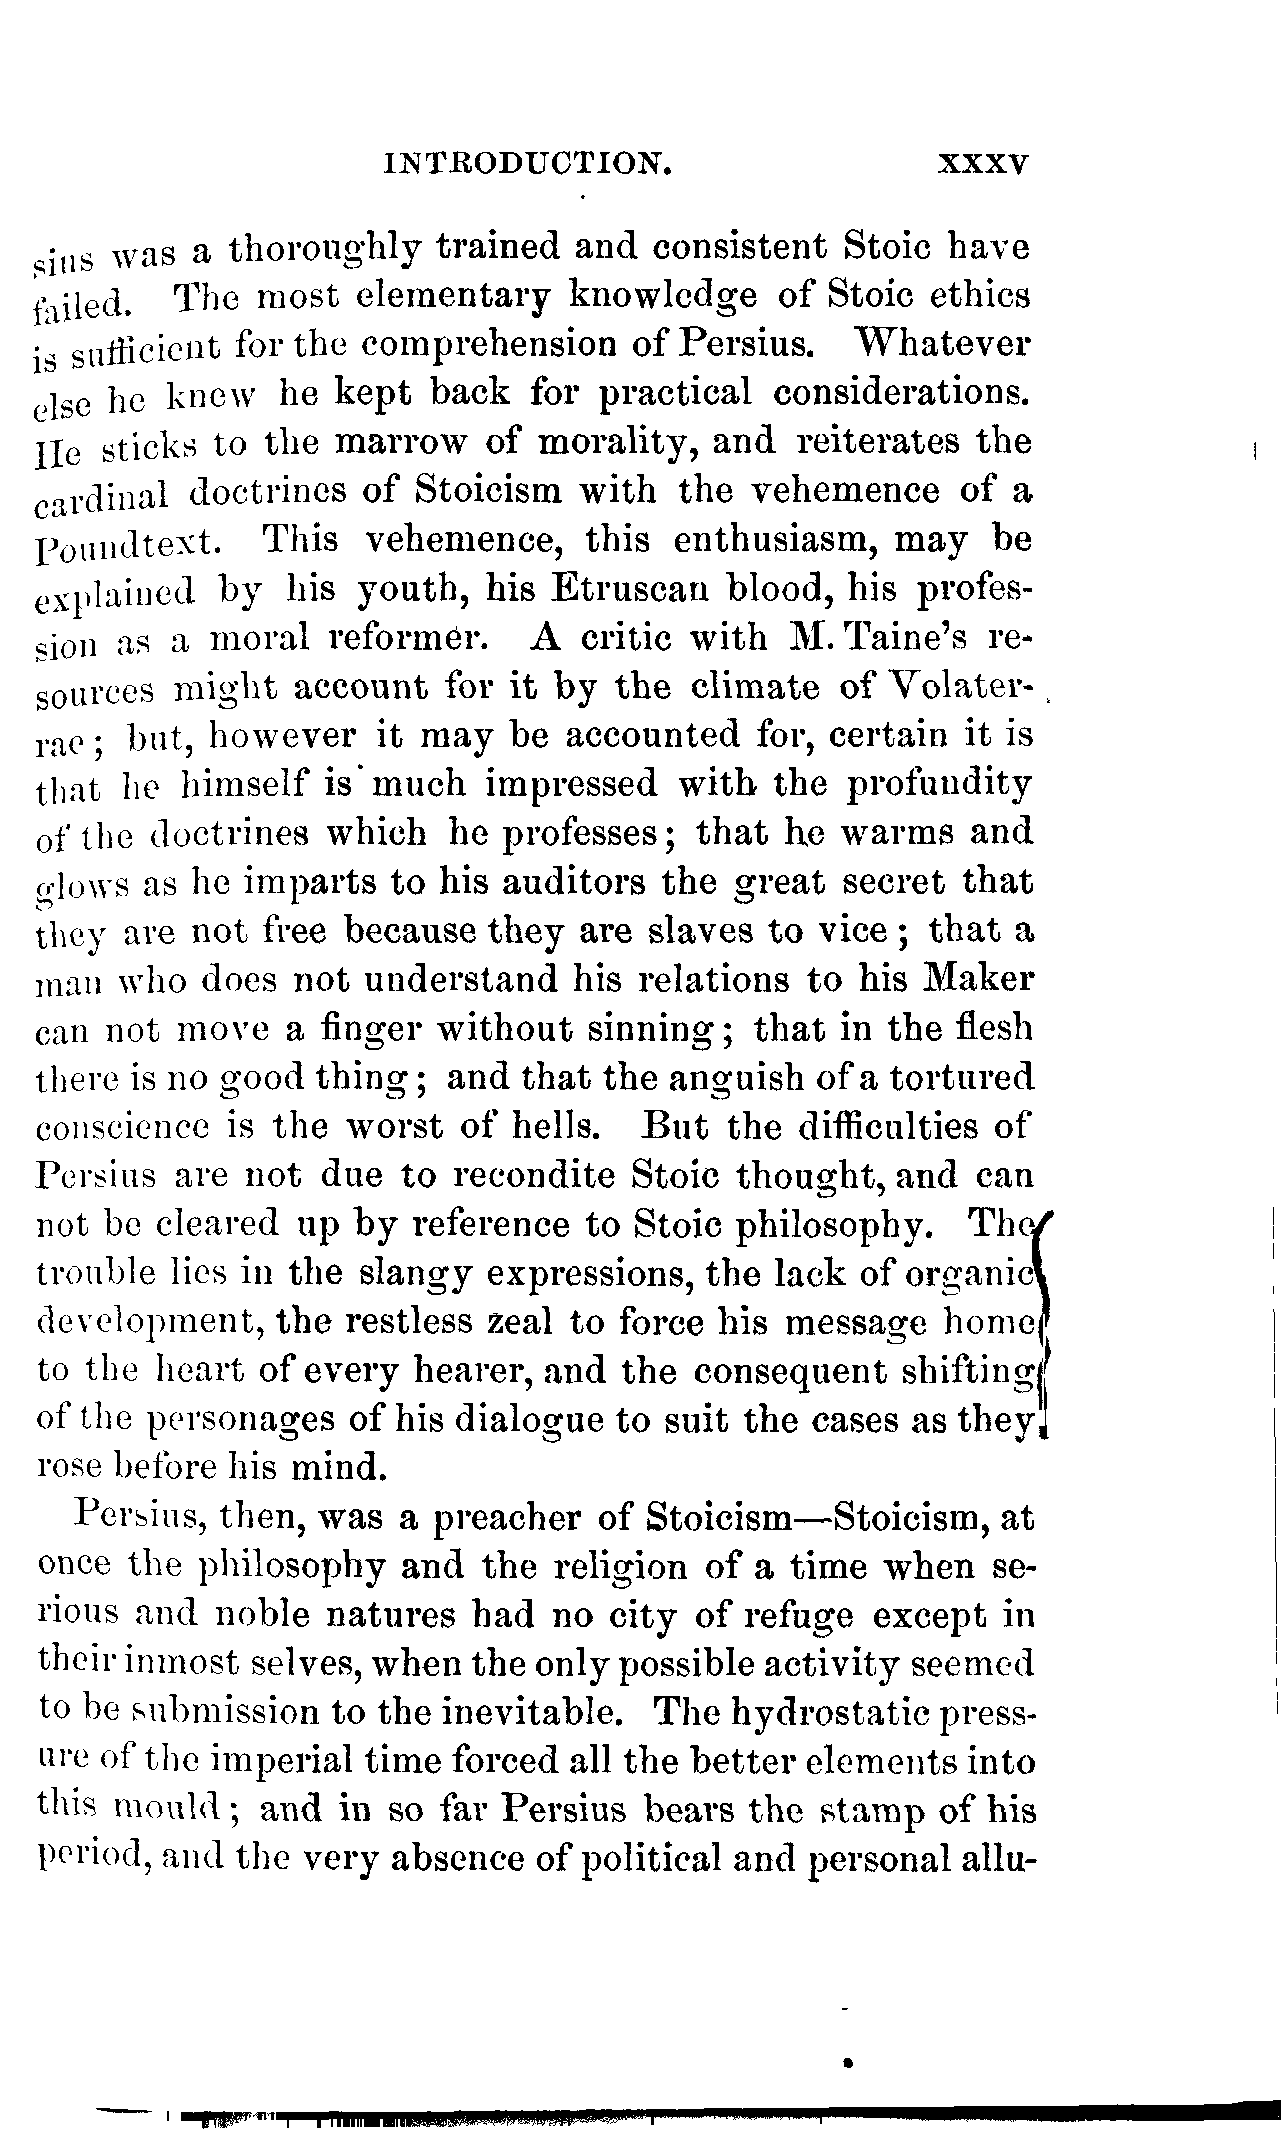 INTRODUCTION. XXXV
sius was a thoroughly trained and consistent Stoic have
failed. The most elementary knowledge of Stoic ethics
is sufficient for the comprehension of Persius. Whatever
else he knew he kept back for practical considerations.
He sticks to the marrow of morality, and reiterates the
cardinal doctrines of Stoicism with the vehemence of a
Poundtext. This vehemence, this enthusiasm, may be
explained by his youth, his Etruscan blood, his profes-
sion as a moral reformer. A critic with M. Taine's re-
sources might account for it by the climate of Volater-
rae; but, however it may be accounted for, certain it is
that he himself is much impressed with the profundity
of the doctrines which he professes; that he warms and
glows as he imparts to his auditors the great secret that
they are not free because they are slaves to vice; that a
man who does not understand his relations to his Maker
can not move a finger without sinning; that in the flesh
there is no good thing; and that the anguish of a tortured
conscience is the worst of hells. But the difficulties of
Persius are not due to recondite Stoic thought, and can
not be cleared up by reference to Stoic philosophy. The
trouble lies in the slangy expressions, the lack of organic
development, the restless zeal to force his message home
to the heart of every hearer, and the consequent shifting
of the personages of his dialogue to suit the cases as they
rose before his mind.
Persius, then, was a preacher of Stoicism—Stoicism, at
once the philosophy and the religion of a time when se-
rious and noble natures had no city of refuge except in
their inmost selves, when the only possible activity seemed
to be submission to the inevitable. The hydrostatic press-
ure of the imperial time forced all the better elements into
this mould; and in so far Persius bears the stamp of his
period, and the very absence of political and personal allu-